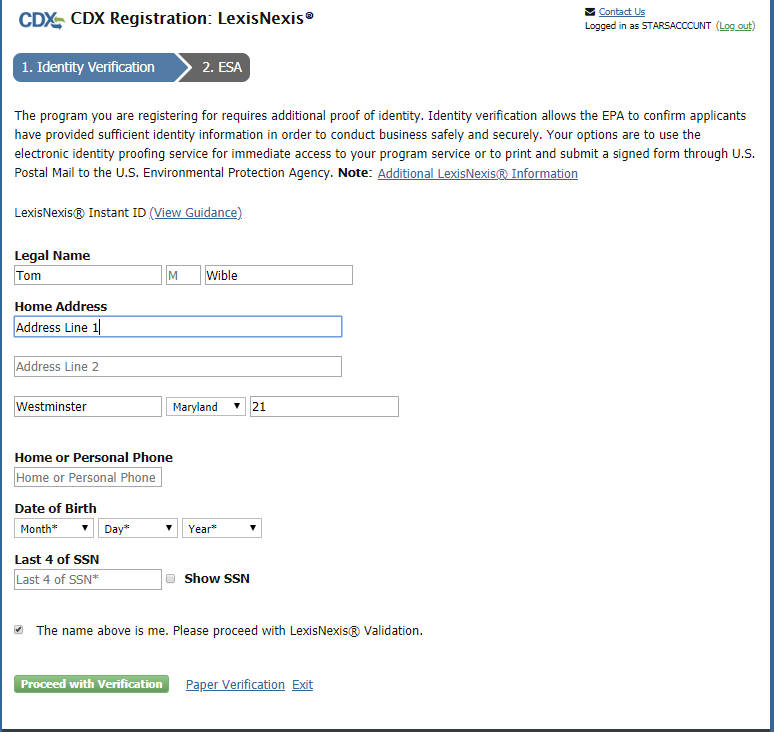 CDX CDX Registration: LexisNexis®
Contact Us
Logged in as STARSACCCUNT (Log out)
1. Identity Verification 2. ESA
The program you are registering for requires additional proof of identity. Identity verification allows the EPA to confirm applicants
have provided sufficient identity information in order to conduct business safely and securely. Your options are to use the
electronic identity proofing service for immediate access to your program service or to print and submit a signed form through U.S.
Postal Mail to the U.S. Environmental Protection Agency. Note: Additional LexisNexis® Information
LexisNexis® Instant ID (View Guidance)
Legal Name
Tom M Wible
Home Address
Address Line 1
Address Line 2
Westminster Maryland 21
Home or Personal Phone
Home or Personal Phone
Date of Birth
Month* Day* Year*
Last 4 of SSN
Last 4 of SSN* Show SSN
The name above is me. Please proceed with LexisNexis® Validation.
Proceed with Verification Paper Verification Exit